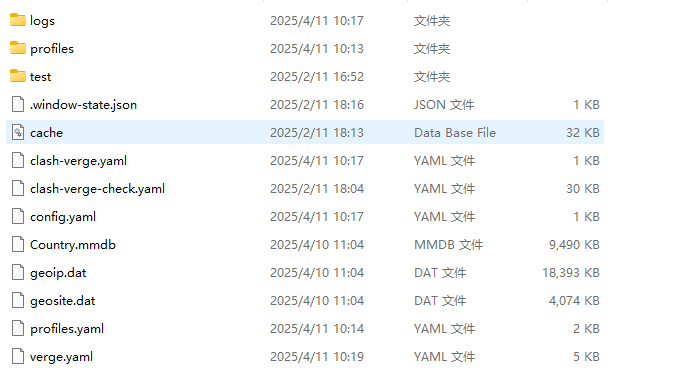 logs 2025/4/11 10:17 文件夹
profiles 2025/4/11 10:13 文件夹
test 2025/2/11 16:52 文件夹
.window-state.json 2025/2/11 18:16 JSON 文件 1 KB
cache 2025/2/11 18:13 Data Base File 32 KB
clash-verge.yaml 2025/4/11 10:17 YAML 文件 1 KB
clash-verge-check.yaml 2025/2/11 18:04 YAML 文件 30 KB
config.yaml 2025/4/11 10:17 YAML 文件 1 KB
Country.mmdb 2025/4/10 11:04 MMDB 文件 9,490 KB
geoip.dat 2025/4/10 11:04 DAT 文件 18,393 KB
geosite.dat 2025/4/10 11:04 DAT 文件 4,074 KB
profiles.yaml 2025/4/11 10:14 YAML 文件 2 KB
verge.yaml 2025/4/11 10:19 YAML 文件 5 KB